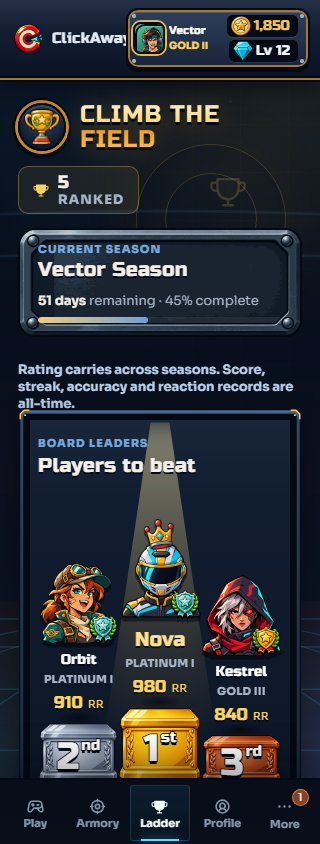 ClickAway
Vector
GOLD II
1,850
Lv 12
CLIMB THE
FIELD
5
RANKED
CURRENT SEASON
Vector Season
51 days remaining · 45% complete
Rating carries across seasons. Score,
streak, accuracy and reaction records are
all-time.
BOARD LEADERS
Players to beat
Nova
PLATINUM I
980 RR
Orbit
PLATINUM I
910 RR
Kestrel
GOLD III
840 RR
2nd
1st
3rd
Play
Armory
Ladder
Profile
More
1